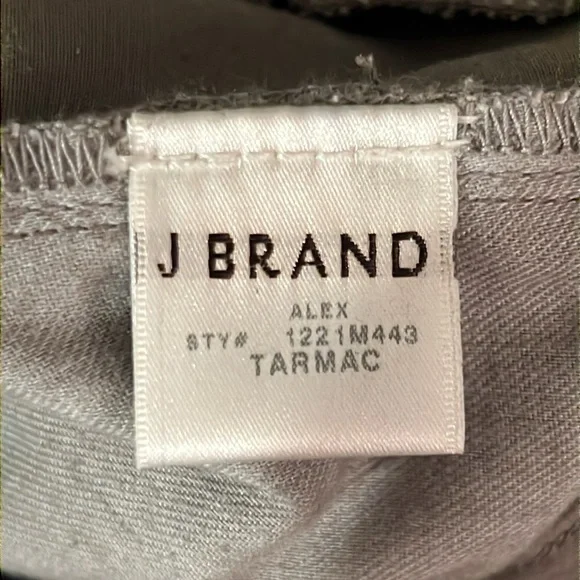 J BRAND
ALEX
STY# 1221M443
TARMAC